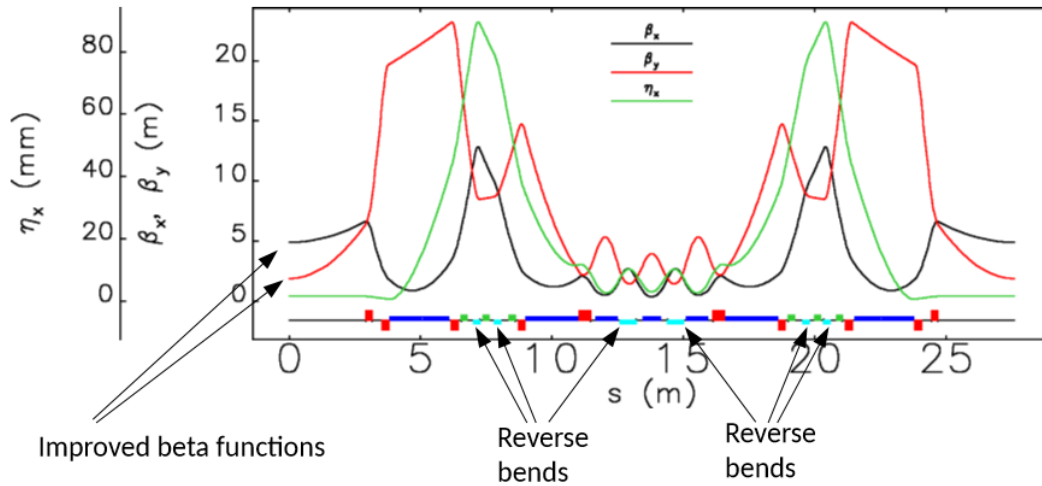 η_x (mm)
80
60
40
20
0
β_x, β_y (m)
20
15
10
5
0
β_x
β_y
η_x
0
5
10
15
20
25
s (m)
Improved beta functions
Reverse
bends
Reverse
bends